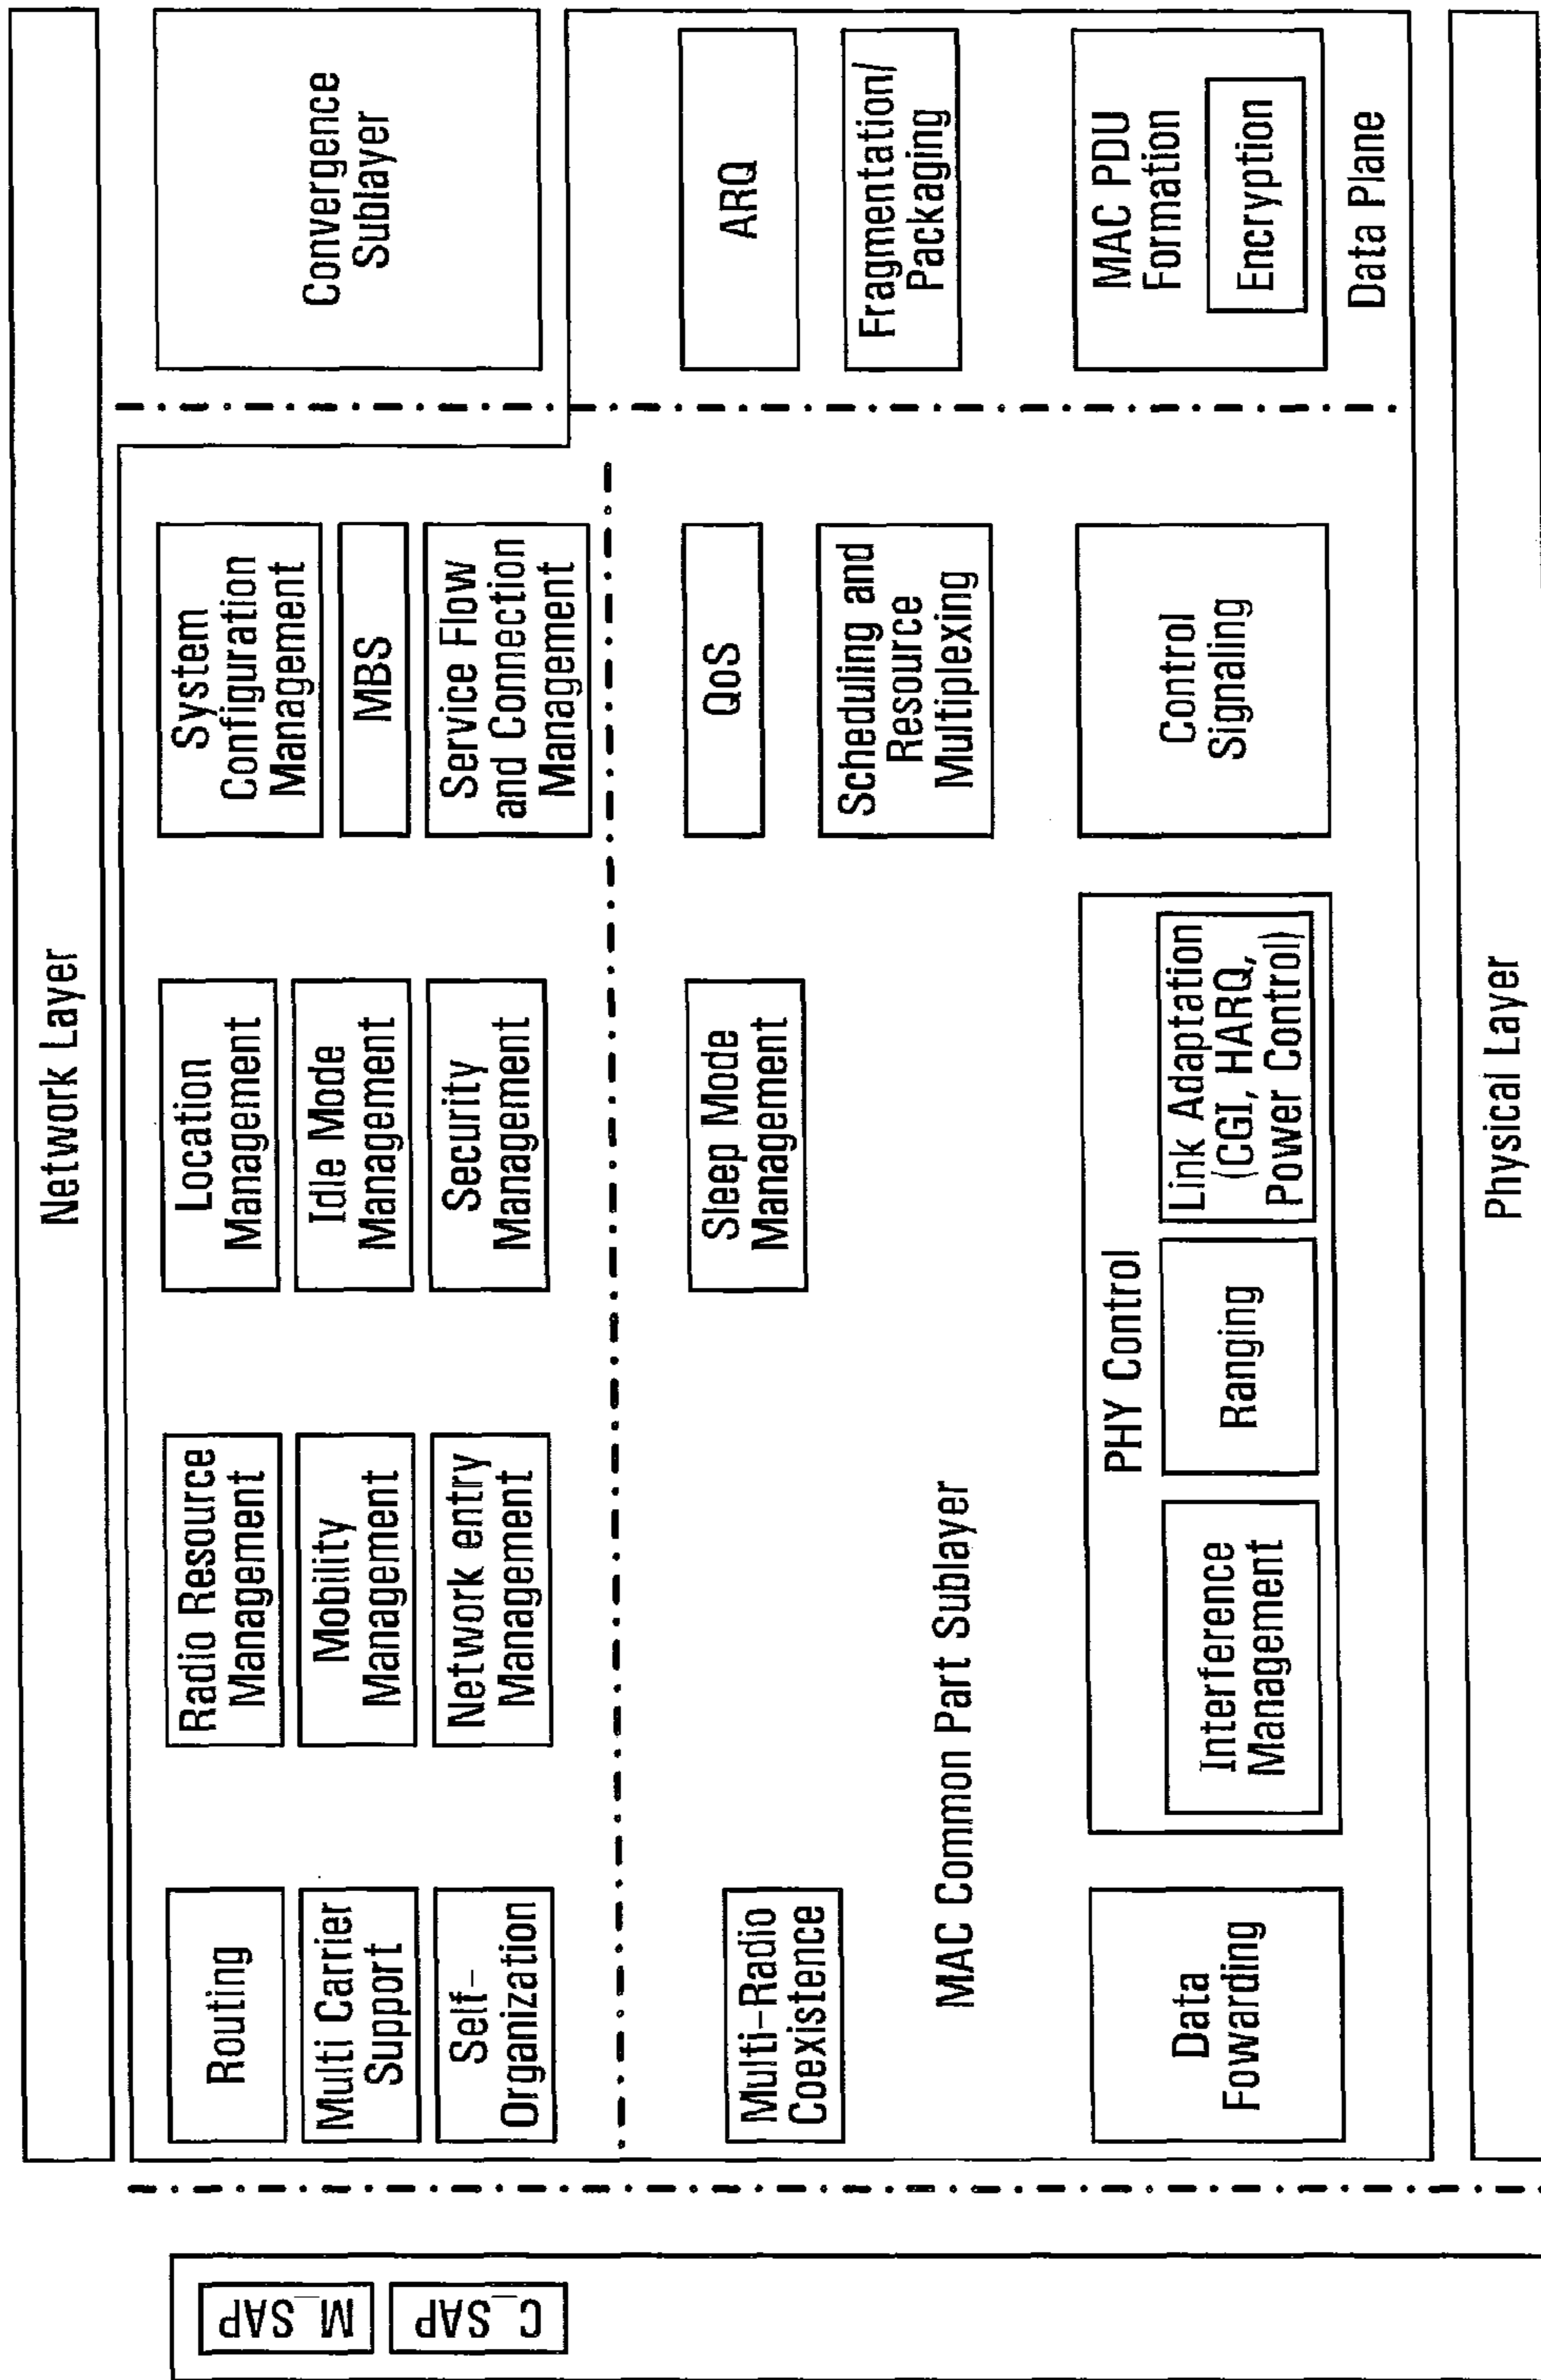 Network Layer
Routing
Multi Carrier
Support
Self-
Organization
Radio Resource
Management
Mobility
Management
Network entry
Management
Location
Management
Idle Mode
Management
Security
Management
System
Configuration
Management
MBS
Service Flow
and Connection
Management
Convergence
Sublayer
M_SAP
C_SAP
Multi-Radio
Coexistence
Sleep Mode
Management
QoS
Scheduling and
Resource
Multiplexing
ARQ
Fragmentation/
Packaging
MAC Common Part Sublayer
Data
Fowarding
PHY Control
Interference
Management
Ranging
Link Adaptation
(CGI, HARQ,
Power Control)
Control
Signaling
MAC PDU
Formation
Encryption
Data Plane
Physical Layer